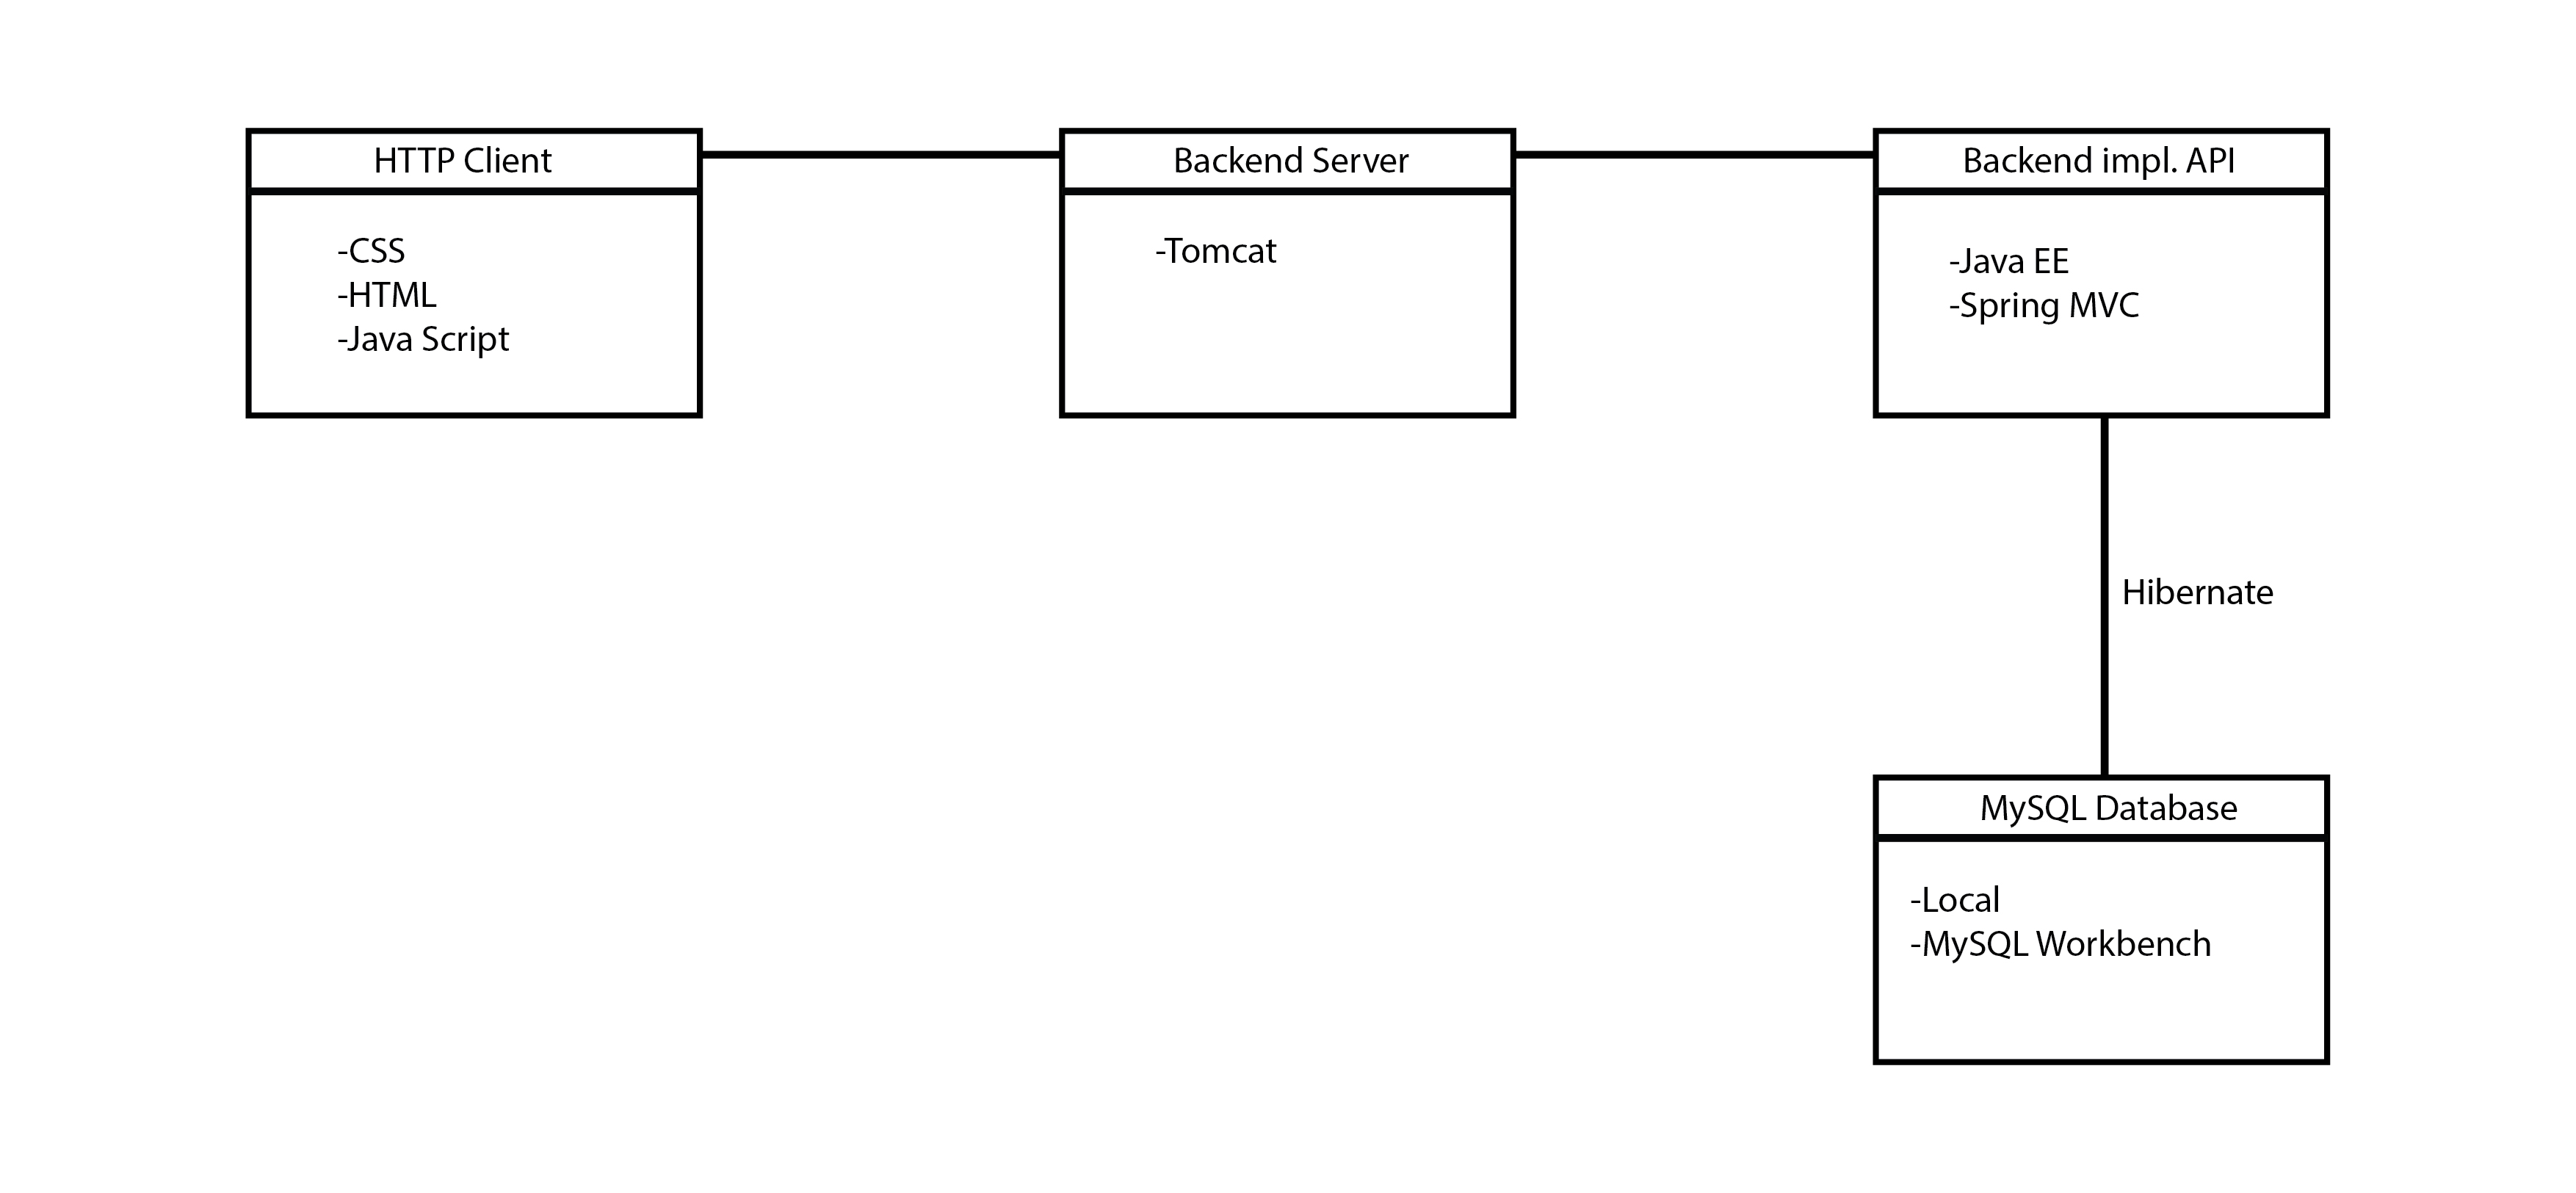 HTTP Client
-CSS
-HTML
-Java Script
Backend Server
-Tomcat
Backend impl. API
-Java EE
-Spring MVC
Hibernate
MySQL Database
-Local
-MySQL Workbench